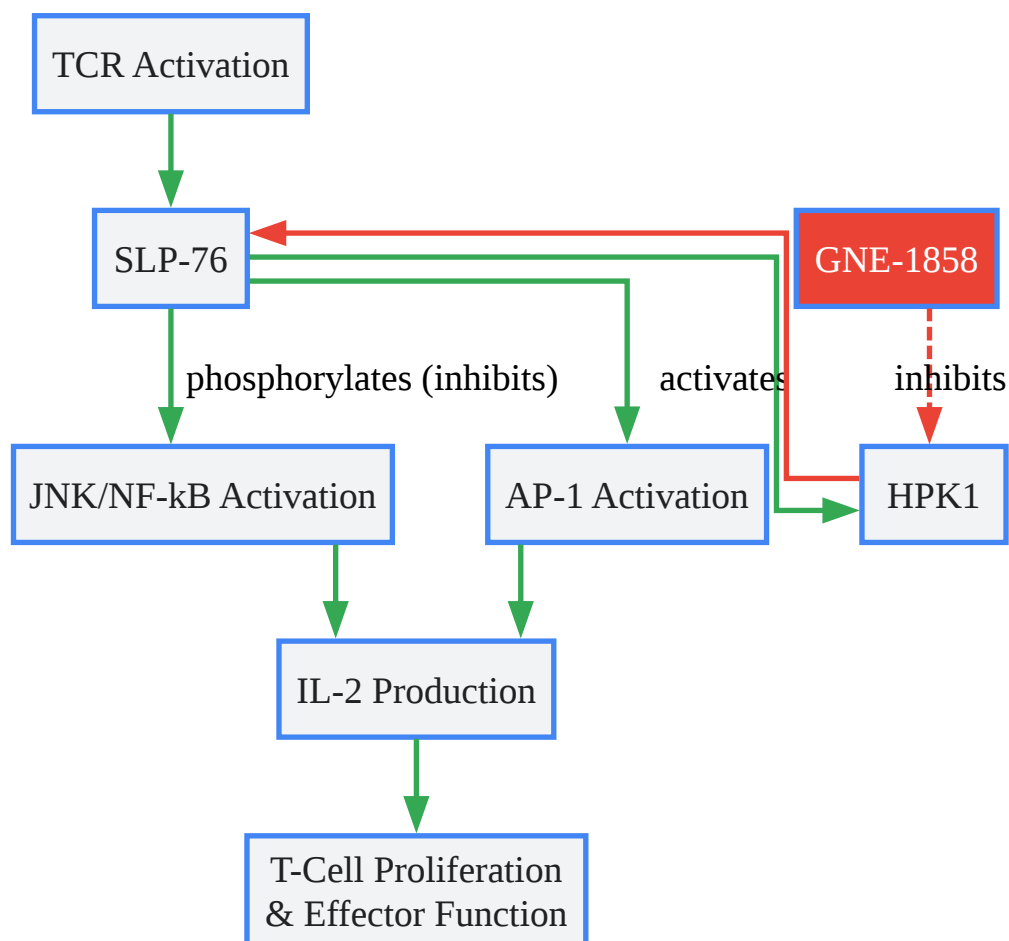 TCR Activation
SLP-76
GNE-1858
phosphorylates (inhibits)
activates
inhibits
JNK/NF-kB Activation
AP-1 Activation
HPK1
IL-2 Production
T-Cell Proliferation
& Effector Function